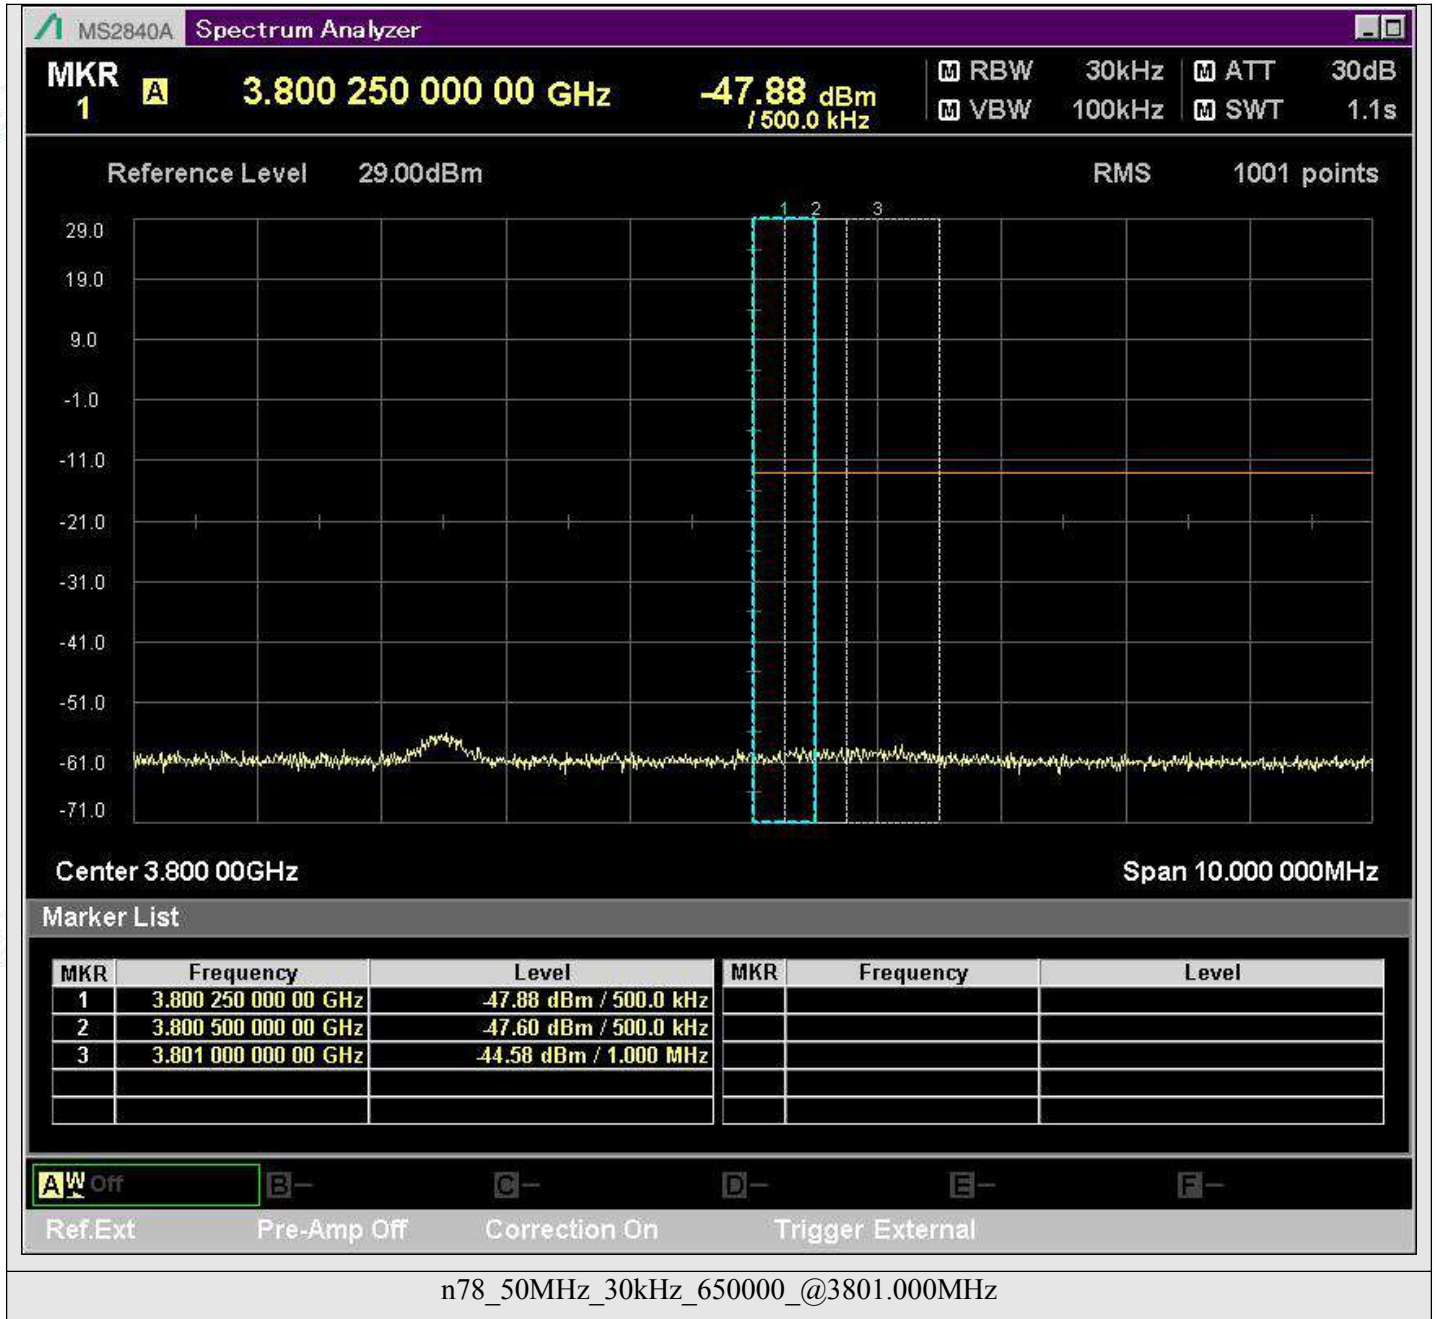 MS2840A Spectrum Analyzer
MKR 1 A 3.800 250 000 00 GHz -47.88 dBm / 500.0 kHz
M RBW 30kHz M ATT 30dB
M VBW 100kHz M SWT 1.1s
Reference Level 29.00dBm RMS 1001 points
1 2 3
29.0
19.0
9.0
-1.0
-11.0
-21.0
-31.0
-41.0
-51.0
-61.0
-71.0
Center 3.800 00GHz Span 10.000 000MHz
Marker List
MKR Frequency Level MKR Frequency Level
1 3.800 250 000 00 GHz -47.88 dBm / 500.0 kHz
2 3.800 500 000 00 GHz -47.60 dBm / 500.0 kHz
3 3.801 000 000 00 GHz -44.58 dBm / 1.000 MHz
A W Off B - C - D - E - F -
Ref.Ext Pre-Amp Off Correction On Trigger External
n78_50MHz_30kHz_650000_@3801.000MHz